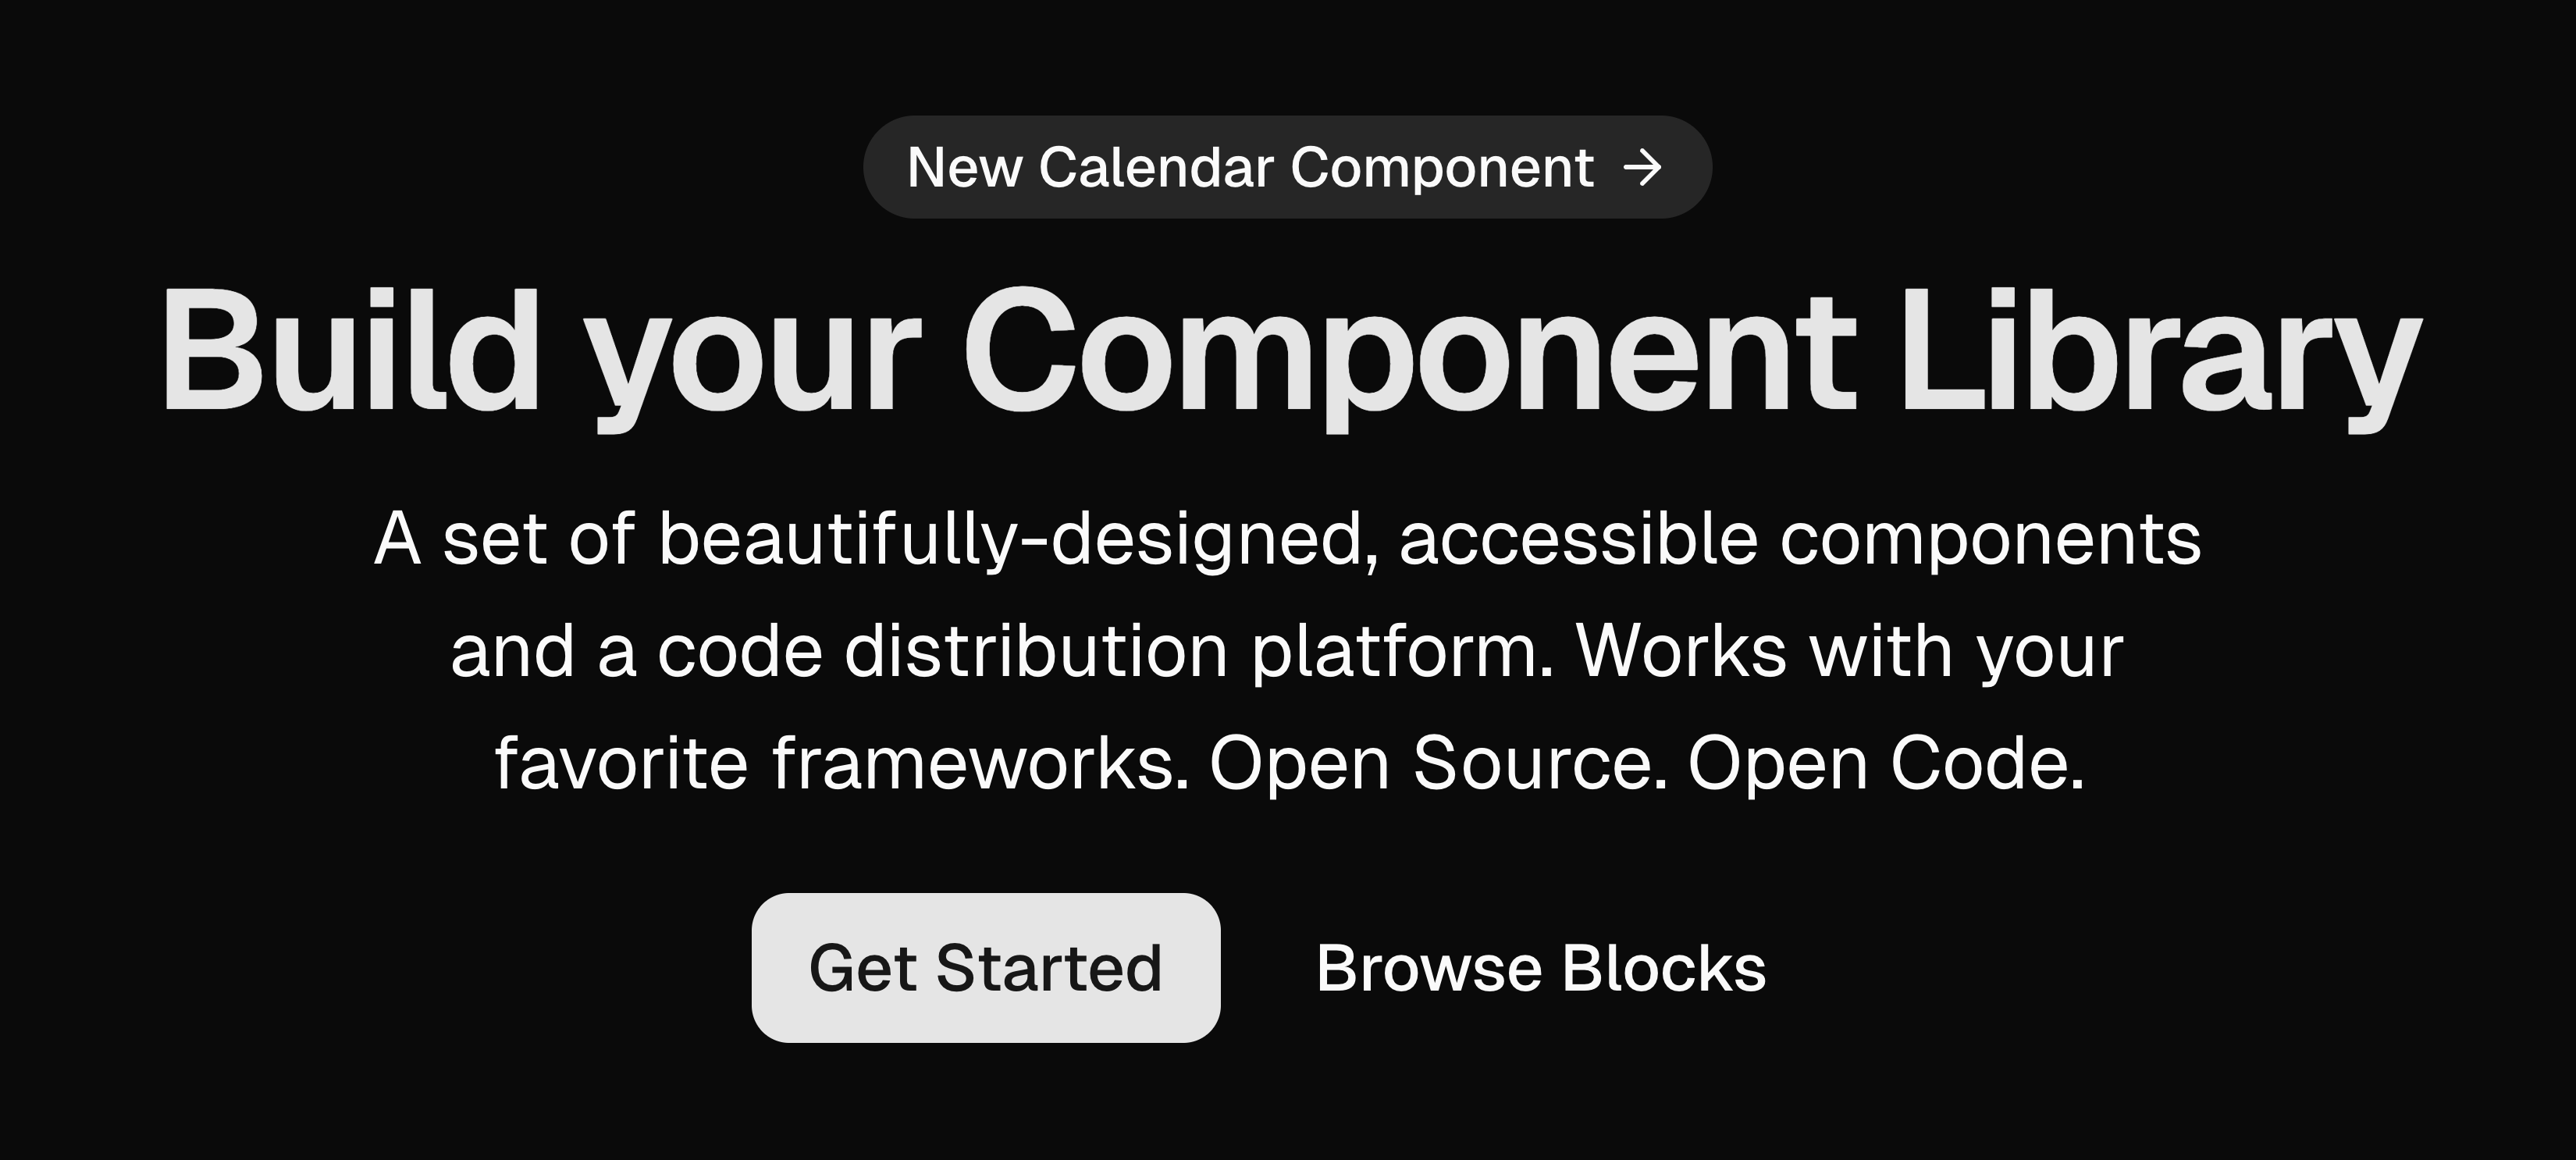 New Calendar Component →
Build your Component Library
A set of beautifully-designed, accessible components
and a code distribution platform. Works with your
favorite frameworks. Open Source. Open Code.
Get Started
Browse Blocks